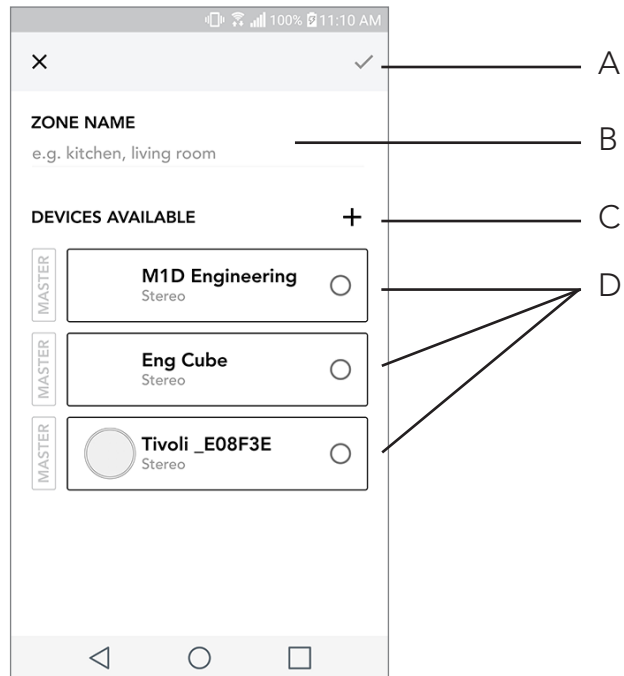 100% 11:10 AM
A
ZONE NAME
B
e.g. kitchen, living room
DEVICES AVAILABLE + C
MASTER
M1D Engineering
Stereo
D
MASTER
Eng Cube
Stereo
MASTER
Tivoli _E08F3E
Stereo